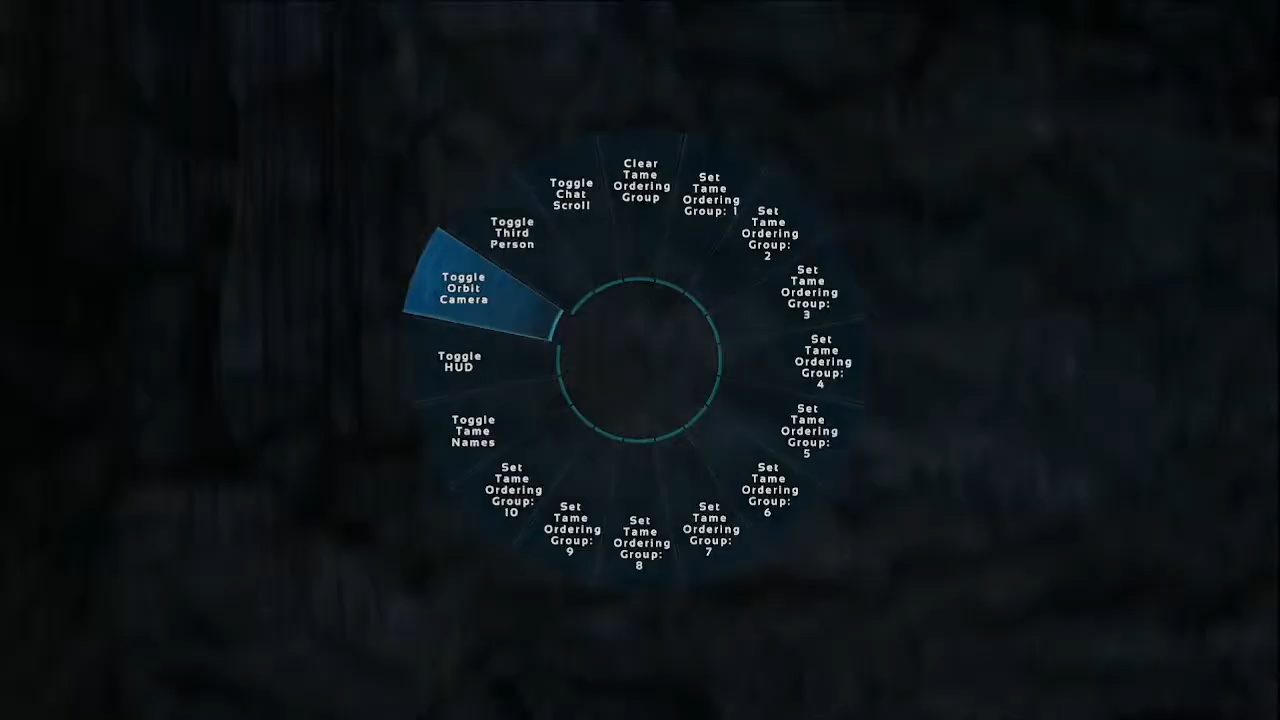 Clear
Tame
Ordering
Group
Set
Tame
Ordering
Group: 1
Set
Tame
Ordering
Group:
2
Set
Tame
Ordering
Group:
3
Set
Tame
Ordering
Group:
4
Set
Tame
Ordering
Group:
5
Set
Tame
Ordering
Group:
6
Set
Tame
Ordering
Group:
7
Set
Tame
Ordering
Group:
8
Set
Tame
Ordering
Group:
9
Set
Tame
Ordering
Group:
10
Toggle
Tame
Names
Toggle
HUD
Toggle
Orbit
Camera
Toggle
Third
Person
Toggle
Chat
Scroll